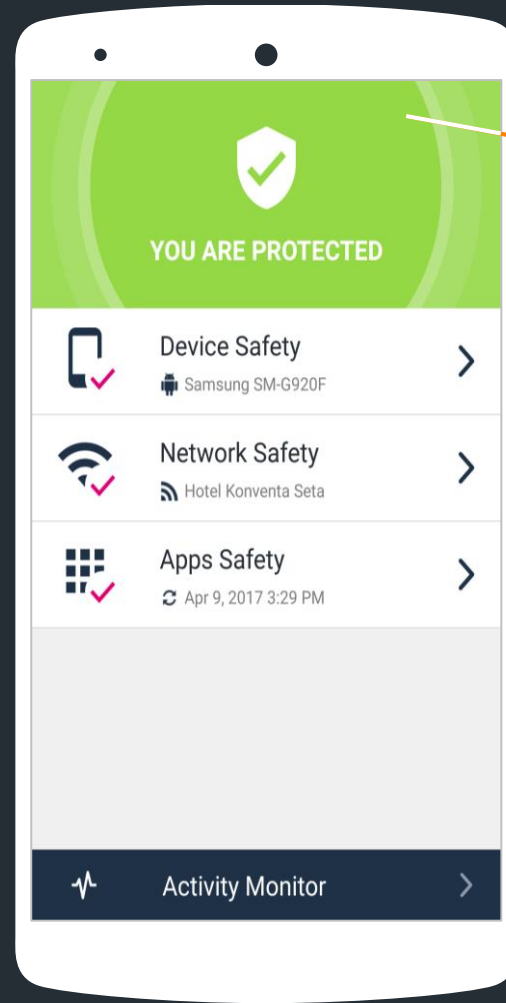 YOU ARE PROTECTED
Device Safety
Samsung SM-G920F
Network Safety
Hotel Konventa Seta
Apps Safety
Apr 9, 2017 3:29 PM
Activity Monitor